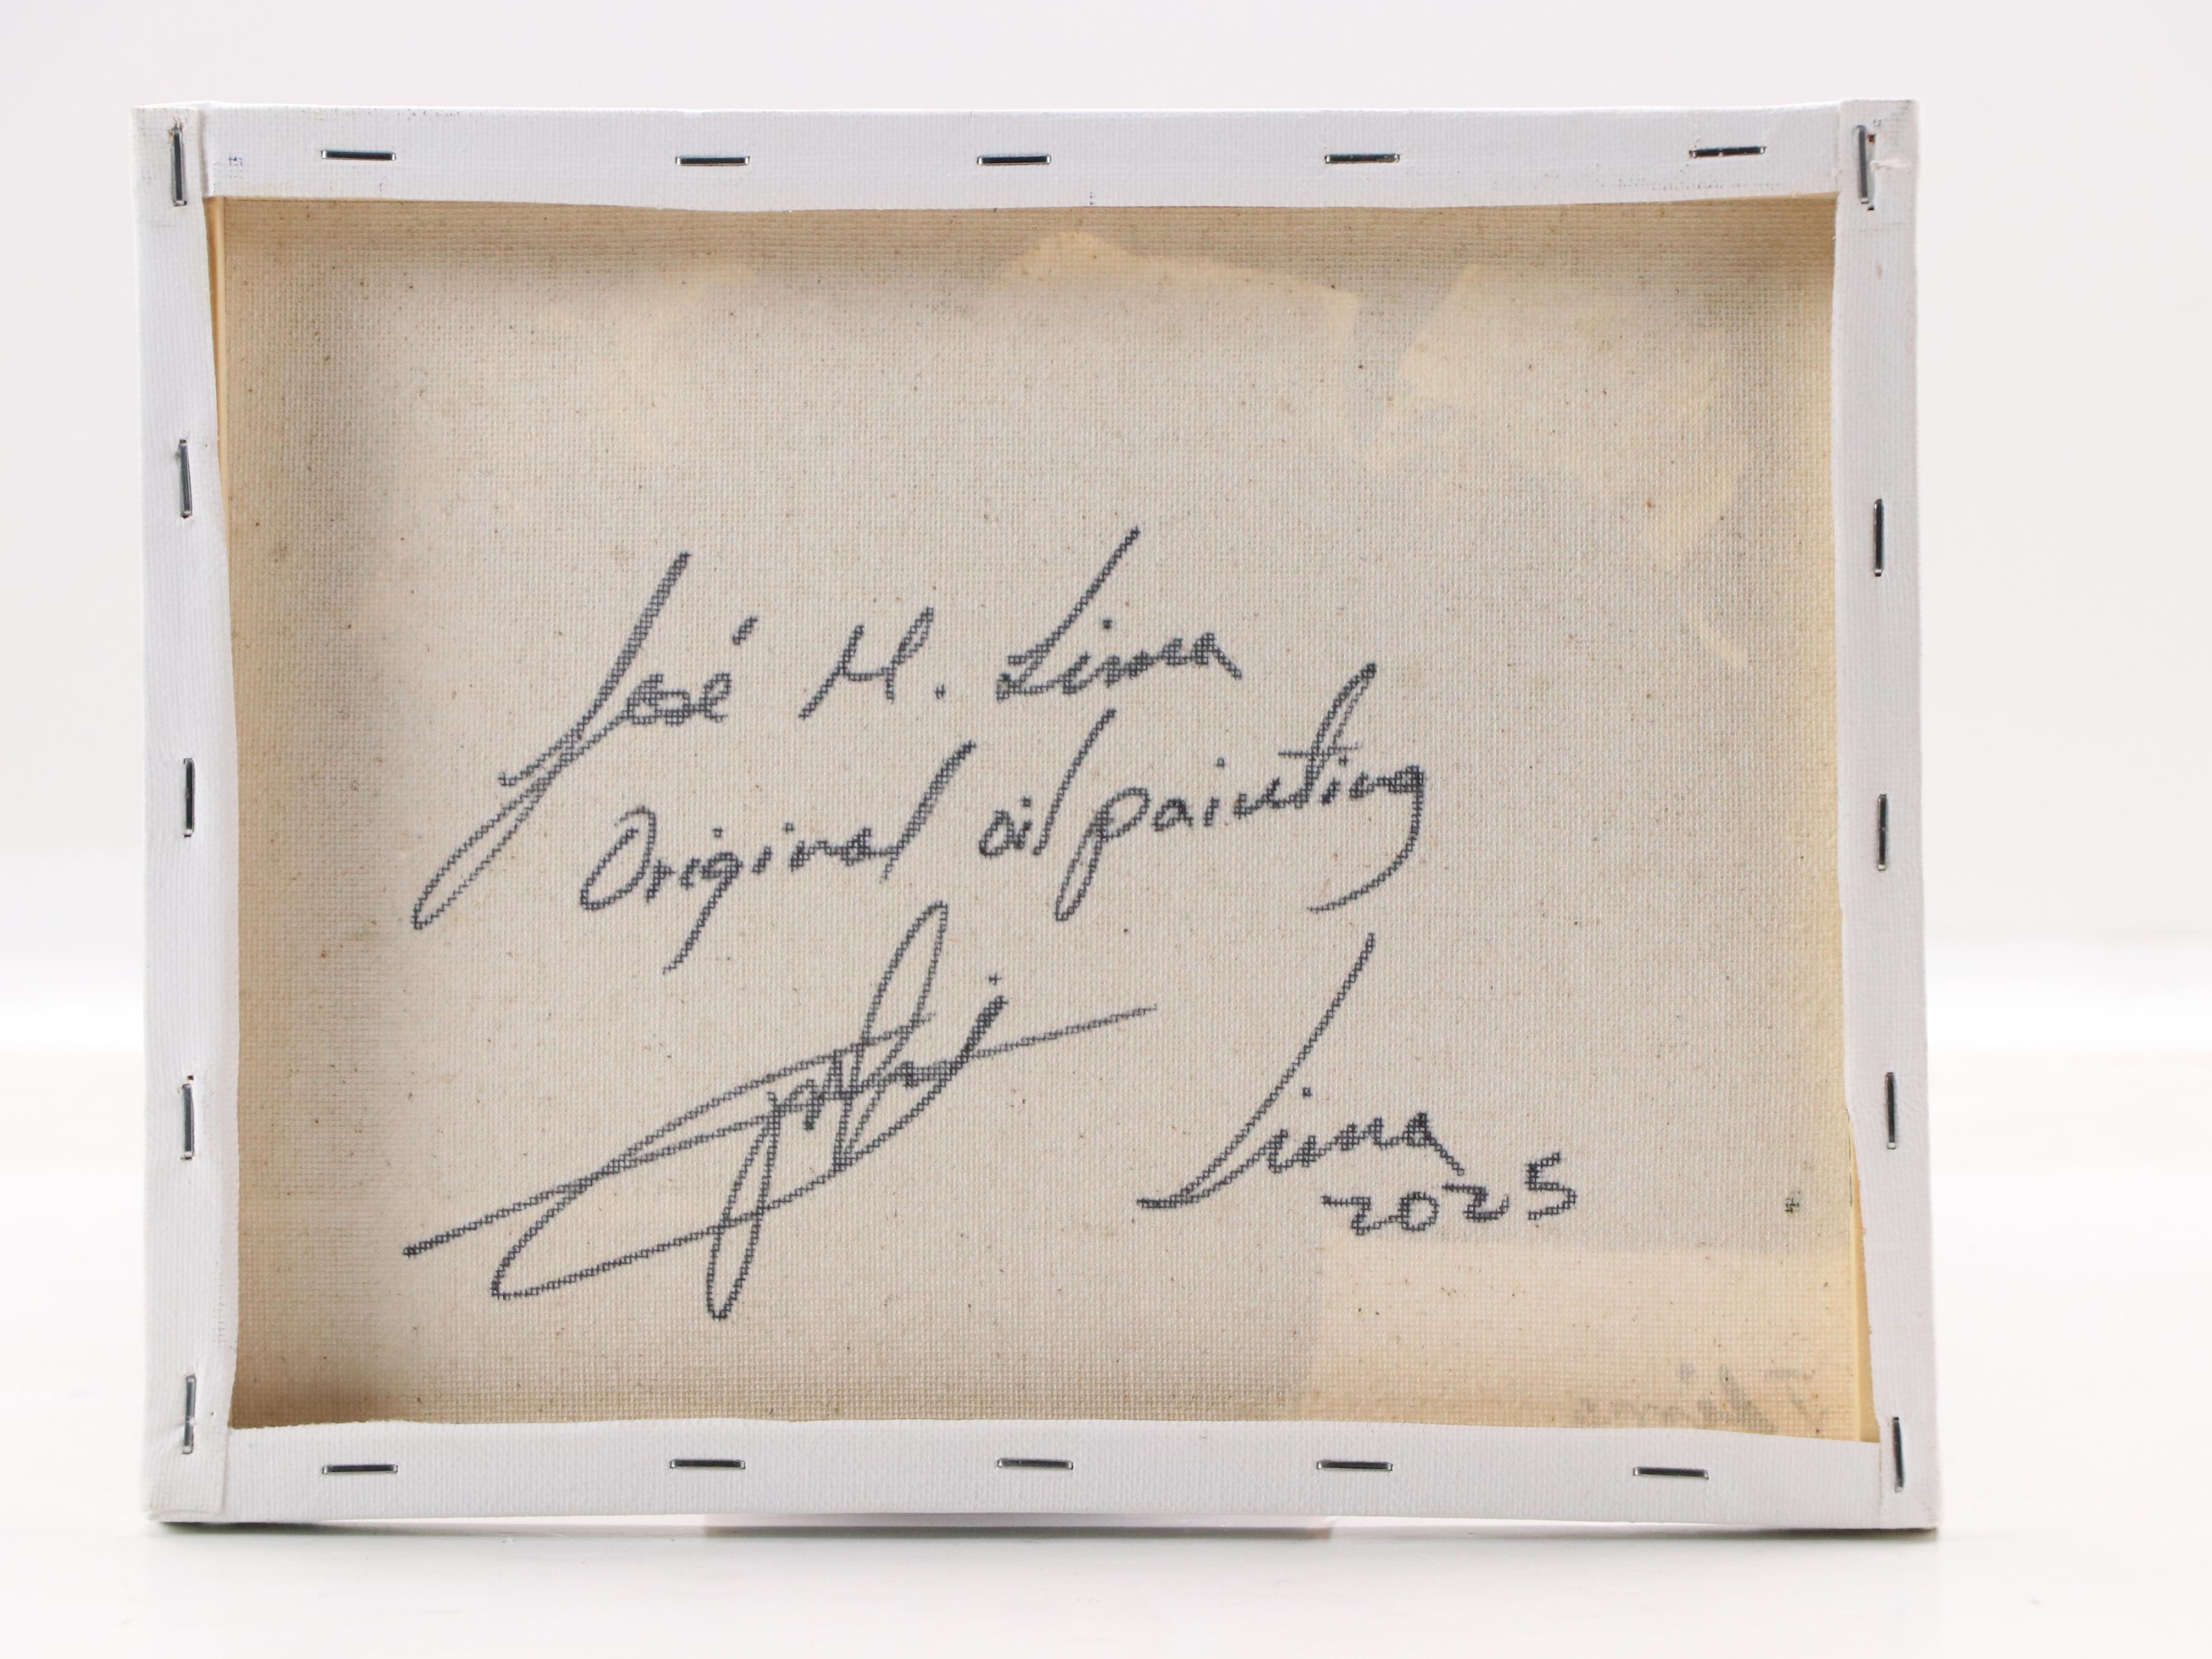 José M. Lima
Original oil painting
Lima
2025